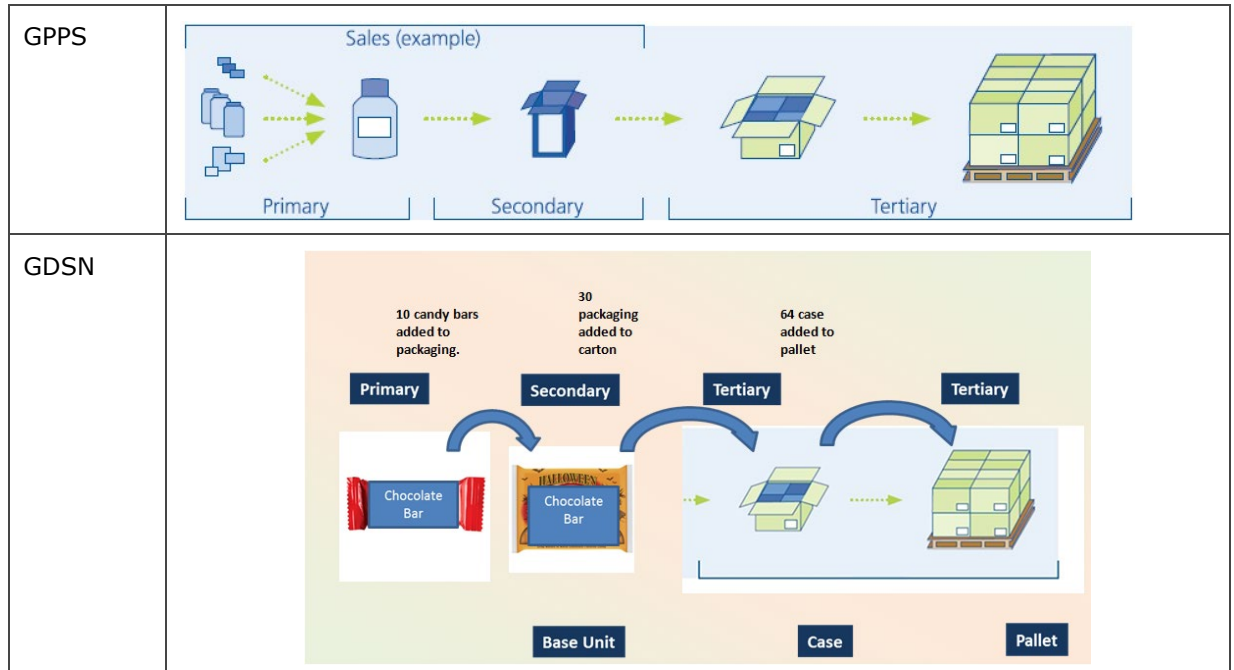 GPPS
Sales (example)
Primary
Secondary
Tertiary
GDSN
10 candy bars
added to
packaging.
30
packaging
added to
carton
64 case
added to
pallet
Primary
Secondary
Tertiary
Tertiary
Chocolate
Bar
HALLOWEEN
Chocolate
Bar
Base Unit
Case
Pallet